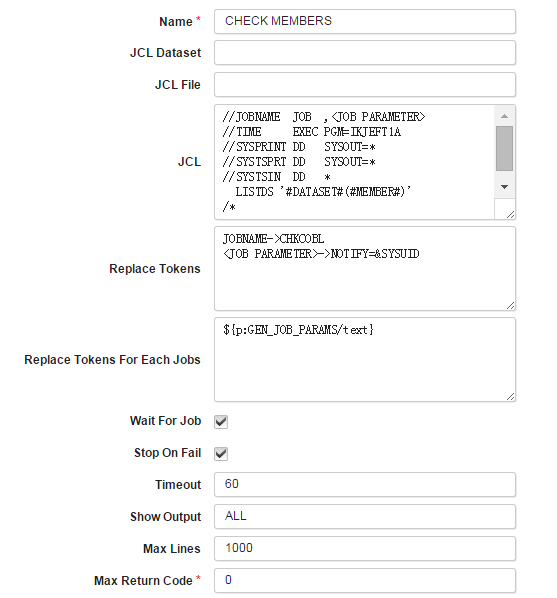 Name * CHECK MEMBERS
JCL Dataset
JCL File
JCL
//JOBNAME  JOB  ,<JOB PARAMETER>
//TIME     EXEC PGM=IKJEFT1A
//SYSPRINT DD   SYSOUT=*
//SYSTSPRT DD   SYSOUT=*
//SYSTSIN  DD   *
  LISTDS '#DATASET#(#MEMBER#)'
/*
Replace Tokens
JOBNAME->CHKCOBL
<JOB PARAMETER>->NOTIFY=&SYSUID
Replace Tokens For Each Jobs
${p:GEN_JOB_PARAMS/text}
Wait For Job
Stop On Fail
Timeout 60
Show Output ALL
Max Lines 1000
Max Return Code * 0